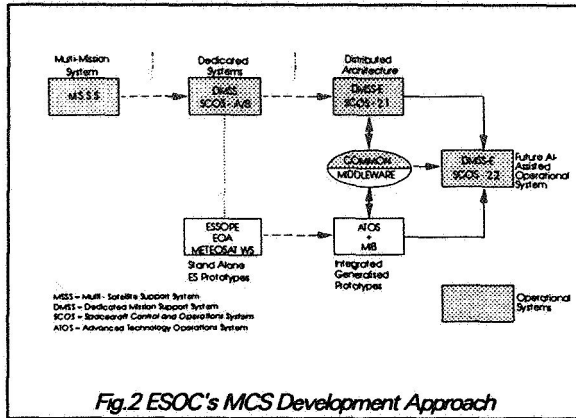 Multi-Mission
System
Dedicated
Systems
Distributed
Architecture
M S S S
DMSS
SCOS - A/B
DMSS-E
SCOS - 2.1
COMMON
MIDDLEWARE
DMSS-E
SCOS - 2.2
Future AI-
Assisted
Operational
System
ESSOPE
EOA
METEOSAT WS
ATOS
+
MIB
Stand Alone
ES Prototypes
Integrated
Generalised
Prototypes
MSSS - Multi - Satellite Support System
DMSS - Dedicated Mission Support System
SCOS - Spacecraft Control and Operations System
ATOS - Advanced Technology Operations System
Operational
Systems
Fig.2 ESOC's MCS Development Approach